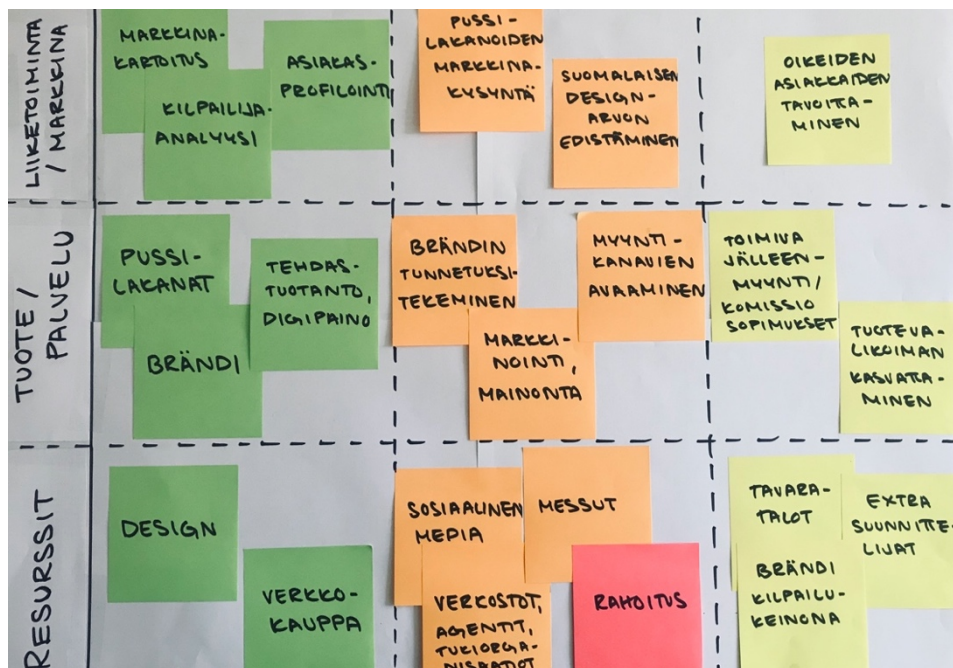 LIIKETOIMINTA
/ MARKKINA
MARKKINA-
KARTOITUS
KILPAILIJA-
ANALYYSI
ASIAKAS-
PROFILOINTI
PUSSI-
LAKANOIDEN
MARKKINA-
KYSYNTÄ
SUOMALAISEN
DESIGN-
ARVON
EDISTÄMINEN
OIKEIDEN
ASIAKKAIDEN
TAVOITTA-
MINEN
TUOTE /
PALVELU
PUSSI-
LAKANAT
BRÄNDI
TEHDAS-
TUOTANTO,
DIGIPAINO
BRÄNDIN
TUNNETUKSI-
TEKEMINEN
MARKKI-
NOINTI,
MAINONTA
MYYNTI-
KANAVIEN
AVAAMINEN
TOIMIVA
JÄLLEEN-
MYYNTI/
KOMISSIO
SOPIMUKSET
TUOTEVA-
LIKOIMAN
KASVATTA-
MINEN
RESURSSIT
DESIGN
VERKKO-
KAUPPA
SOSIAALINEN
MEDIA
MESSUT
VERKOSTOT,
AGENTIT,
TUKIORGA-
NISAATIOT
RAHOITUS
TAVARA-
TALOT
EXTRA
SUUNNITTE-
LIJAT
BRÄNDI
KILPAILU-
KEINONA